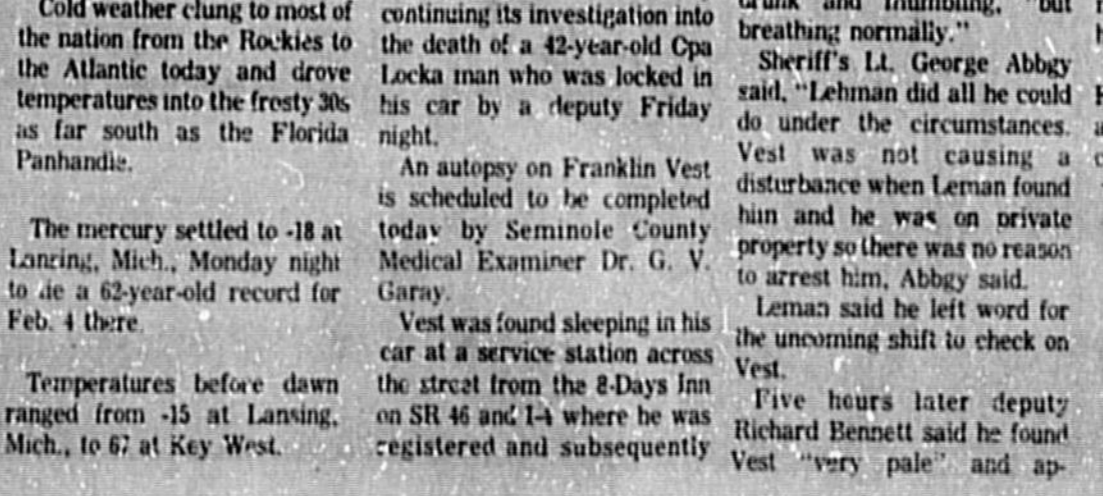 Cold weather clung to most of
the nation from the Rockies to
the Atlantic today and drove
temperatures into the frosty 30s
as far south as the Florida
Panhandle.
The mercury settled to -18 at
Lansing, Mich., Monday night
to tie a 62-year-old record for
Feb. 4 there.
Temperatures before dawn
ranged from -15 at Lansing,
Mich., to 67 at Key West.
continuing its investigation into
the death of a 42-year-old Opa
Locka man who was locked in
his car by a deputy Friday
night.
An autopsy on Franklin Vest
is scheduled to be completed
today by Seminole County
Medical Examiner Dr. G. V.
Garay.
Vest was found sleeping in his
car at a service station across
the street from the 8-Days Inn
on SR 46 and I-4 where he was
registered and subsequently
drunk and mumbling, "but
breathing normally."
Sheriff's Lt. George Abbgy
said, "Lehman did all he could
do under the circumstances.
Vest was not causing a
disturbance when Leman found
him and he was on private
property so there was no reason
to arrest him, Abbgy said.
Leman said he left word for
the uncoming shift to check on
Vest.
Five hours later deputy
Richard Bennett said he found
Vest "very pale" and ap-